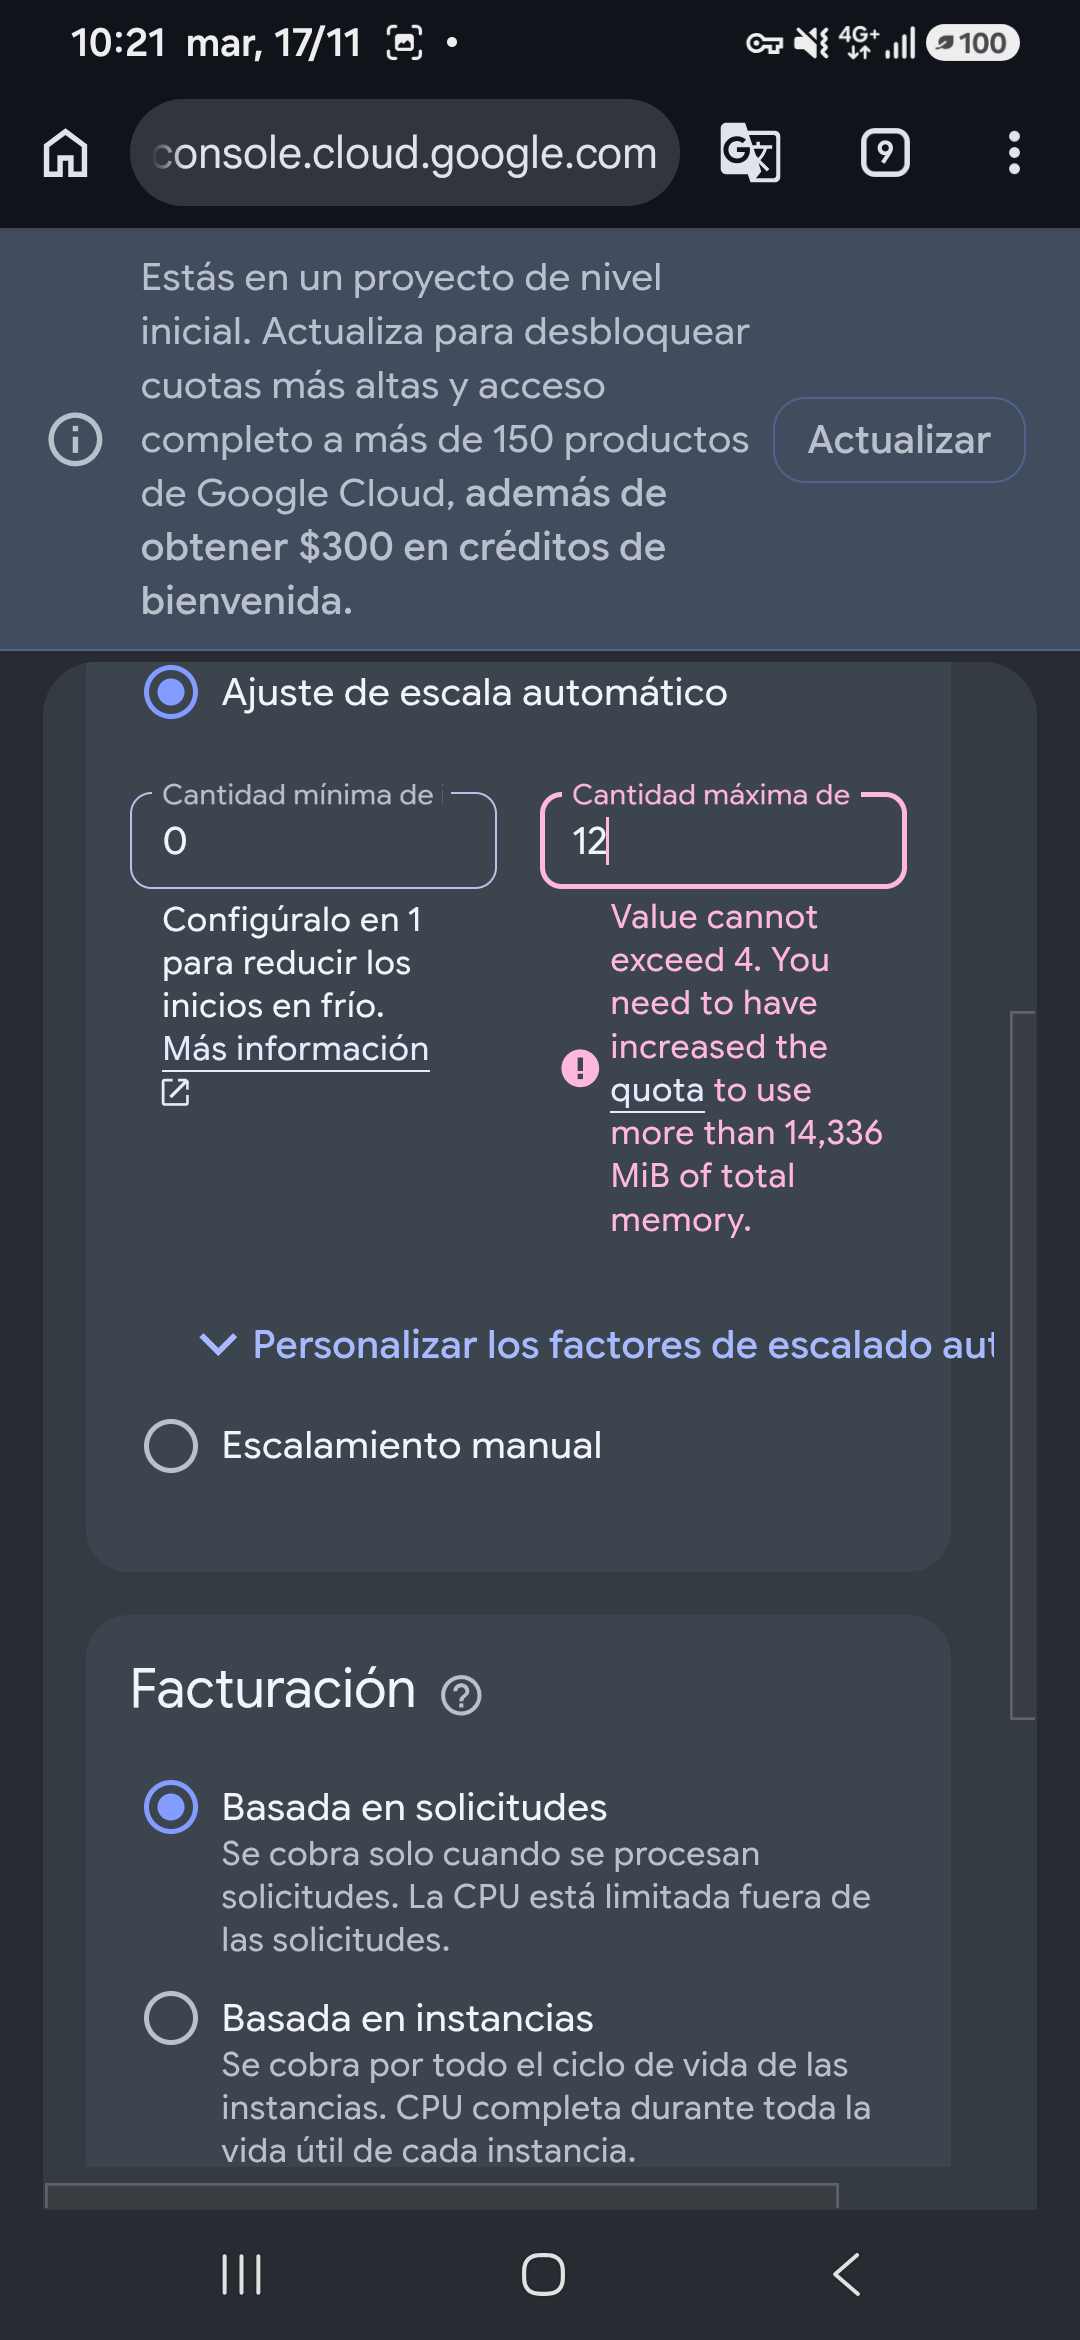 10:21 mar, 17/11
4G+
100
console.cloud.google.com
9
Estás en un proyecto de nivel
inicial. Actualiza para desbloquear
cuotas más altas y acceso
completo a más de 150 productos
de Google Cloud, además de
obtener $300 en créditos de
bienvenida.
Actualizar
Ajuste de escala automático
Cantidad mínima de
0
Configúralo en 1
para reducir los
inicios en frío.
Más información
Cantidad máxima de
12
Value cannot
exceed 4. You
need to have
increased the
quota to use
more than 14,336
MiB of total
memory.
Personalizar los factores de escalado aut
Escalamiento manual
Facturación
Basada en solicitudes
Se cobra solo cuando se procesan
solicitudes. La CPU está limitada fuera de
las solicitudes.
Basada en instancias
Se cobra por todo el ciclo de vida de las
instancias. CPU completa durante toda la
vida útil de cada instancia.